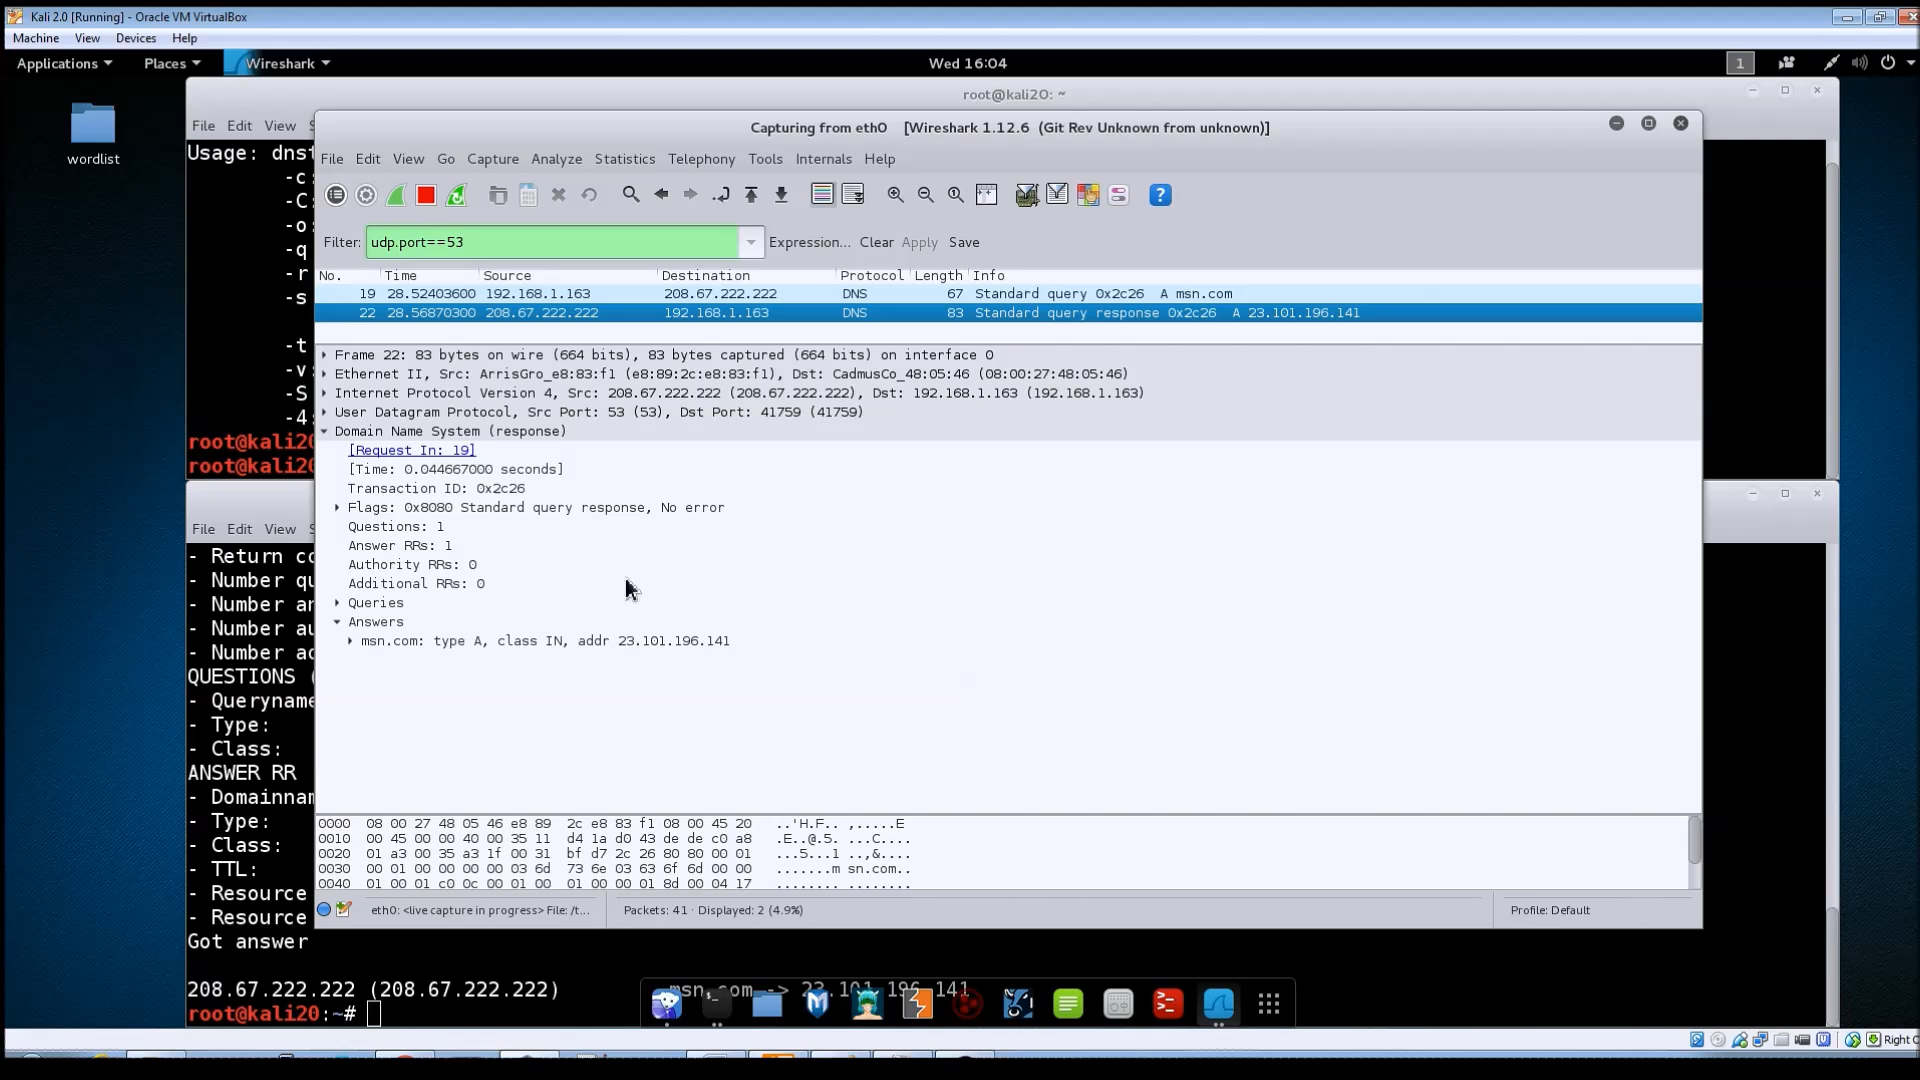 Kali 2.0 [Running] - Oracle VM VirtualBox
Machine View Devices Help
Applications Places Wireshark Wed 16:04 1
wordlist
root@kali20: ~
File Edit View S
Usage: dnst
-c
-C
-o
-q
-r
-s
-t
-v
-S
-4
root@kali20
root@kali20
Capturing from eth0 [Wireshark 1.12.6 (Git Rev Unknown from unknown)]
File Edit View Go Capture Analyze Statistics Telephony Tools Internals Help
Filter: udp.port==53 Expression... Clear Apply Save
No. Time Source Destination Protocol Length Info
19 28.52403600 192.168.1.163 208.67.222.222 DNS 67 Standard query 0x2c26 A msn.com
22 28.56870300 208.67.222.222 192.168.1.163 DNS 83 Standard query response 0x2c26 A 23.101.196.141
Frame 22: 83 bytes on wire (664 bits), 83 bytes captured (664 bits) on interface 0
Ethernet II, Src: ArrisGro_e8:83:f1 (e8:89:2c:e8:83:f1), Dst: CadmusCo_48:05:46 (08:00:27:48:05:46)
Internet Protocol Version 4, Src: 208.67.222.222 (208.67.222.222), Dst: 192.168.1.163 (192.168.1.163)
User Datagram Protocol, Src Port: 53 (53), Dst Port: 41759 (41759)
Domain Name System (response)
[Request In: 19]
[Time: 0.044667000 seconds]
Transaction ID: 0x2c26
Flags: 0x8080 Standard query response, No error
Questions: 1
Answer RRs: 1
Authority RRs: 0
Additional RRs: 0
Queries
Answers
msn.com: type A, class IN, addr 23.101.196.141
0000 08 00 27 48 05 46 e8 89 2c e8 83 f1 08 00 45 20 ..'H.F.. ,.....E
0010 00 45 00 00 40 00 35 11 d4 1a d0 43 de de c0 a8 .E..@.5. ...C....
0020 01 a3 00 35 a3 1f 00 31 bf d7 2c 26 80 80 00 01 ...5...1 ..,&....
0030 00 01 00 00 00 00 03 6d 73 6e 03 63 6f 6d 00 00 .......m sn.com..
0040 01 00 01 c0 0c 00 01 00 01 00 00 01 8d 00 04 17 ........ ........
eth0: <live capture in progress> File: /t... Packets: 41 · Displayed: 2 (4.9%) Profile: Default
File Edit View S
- Return co
- Number qu
- Number an
- Number au
- Number ad
QUESTIONS (
- Queryname
- Type:
- Class:
ANSWER RR
- Domainnam
- Type:
- Class:
- TTL:
- Resource
- Resource
Got answer
208.67.222.222 (208.67.222.222) msn.com -> 23.101.196.141
root@kali20:~#
Right C